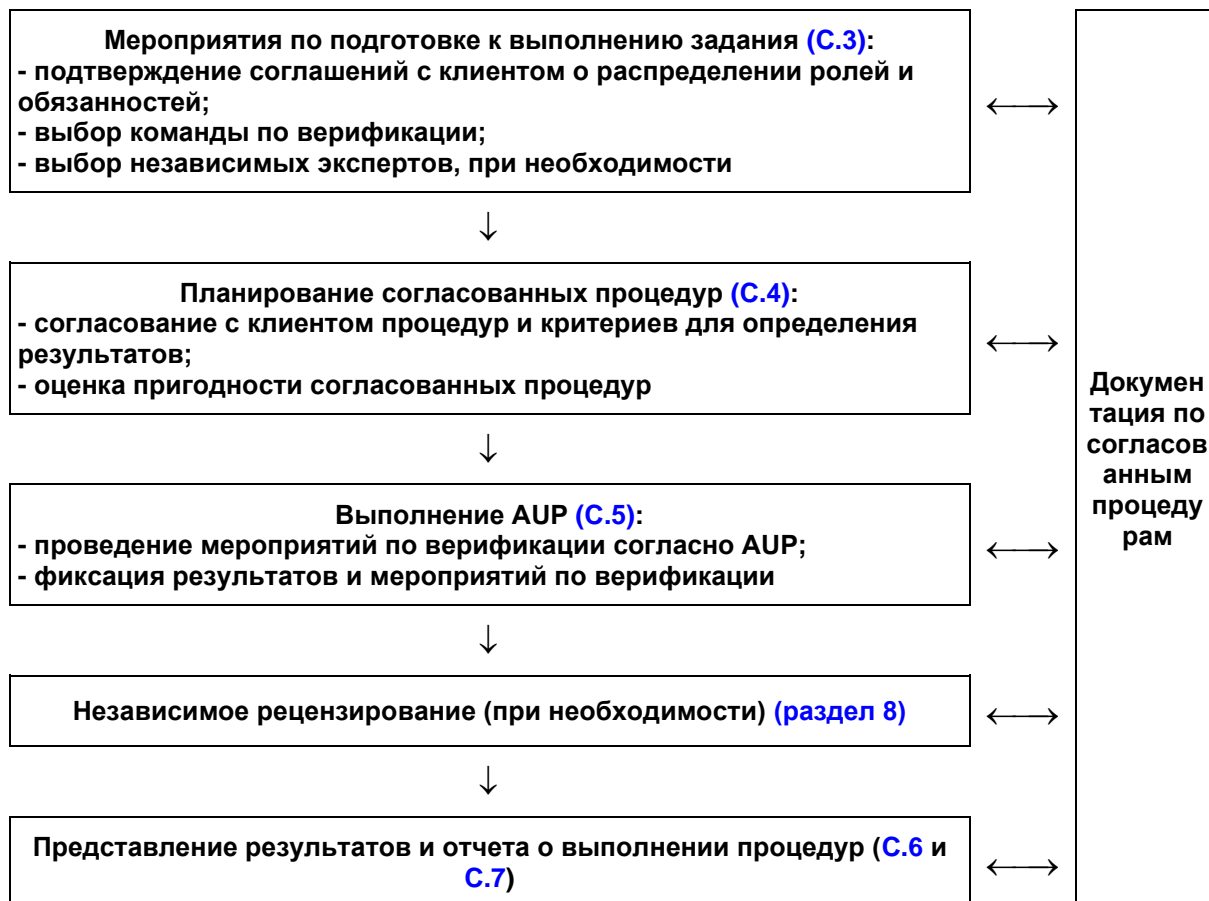 Мероприятия по подготовке к выполнению задания (С.3):
- подтверждение соглашений с клиентом о распределении ролей и
обязанностей;
- выбор команды по верификации;
- выбор независимых экспертов, при необходимости
Планирование согласованных процедур (С.4):
- согласование с клиентом процедур и критериев для определения
результатов;
- оценка пригодности согласованных процедур
Выполнение AUP (С.5):
- проведение мероприятий по верификации согласно AUP;
- фиксация результатов и мероприятий по верификации
Независимое рецензирование (при необходимости) (раздел 8)
Представление результатов и отчета о выполнении процедур (С.6 и
С.7)
Докумен
тация по
согласов
анным
процеду
рам